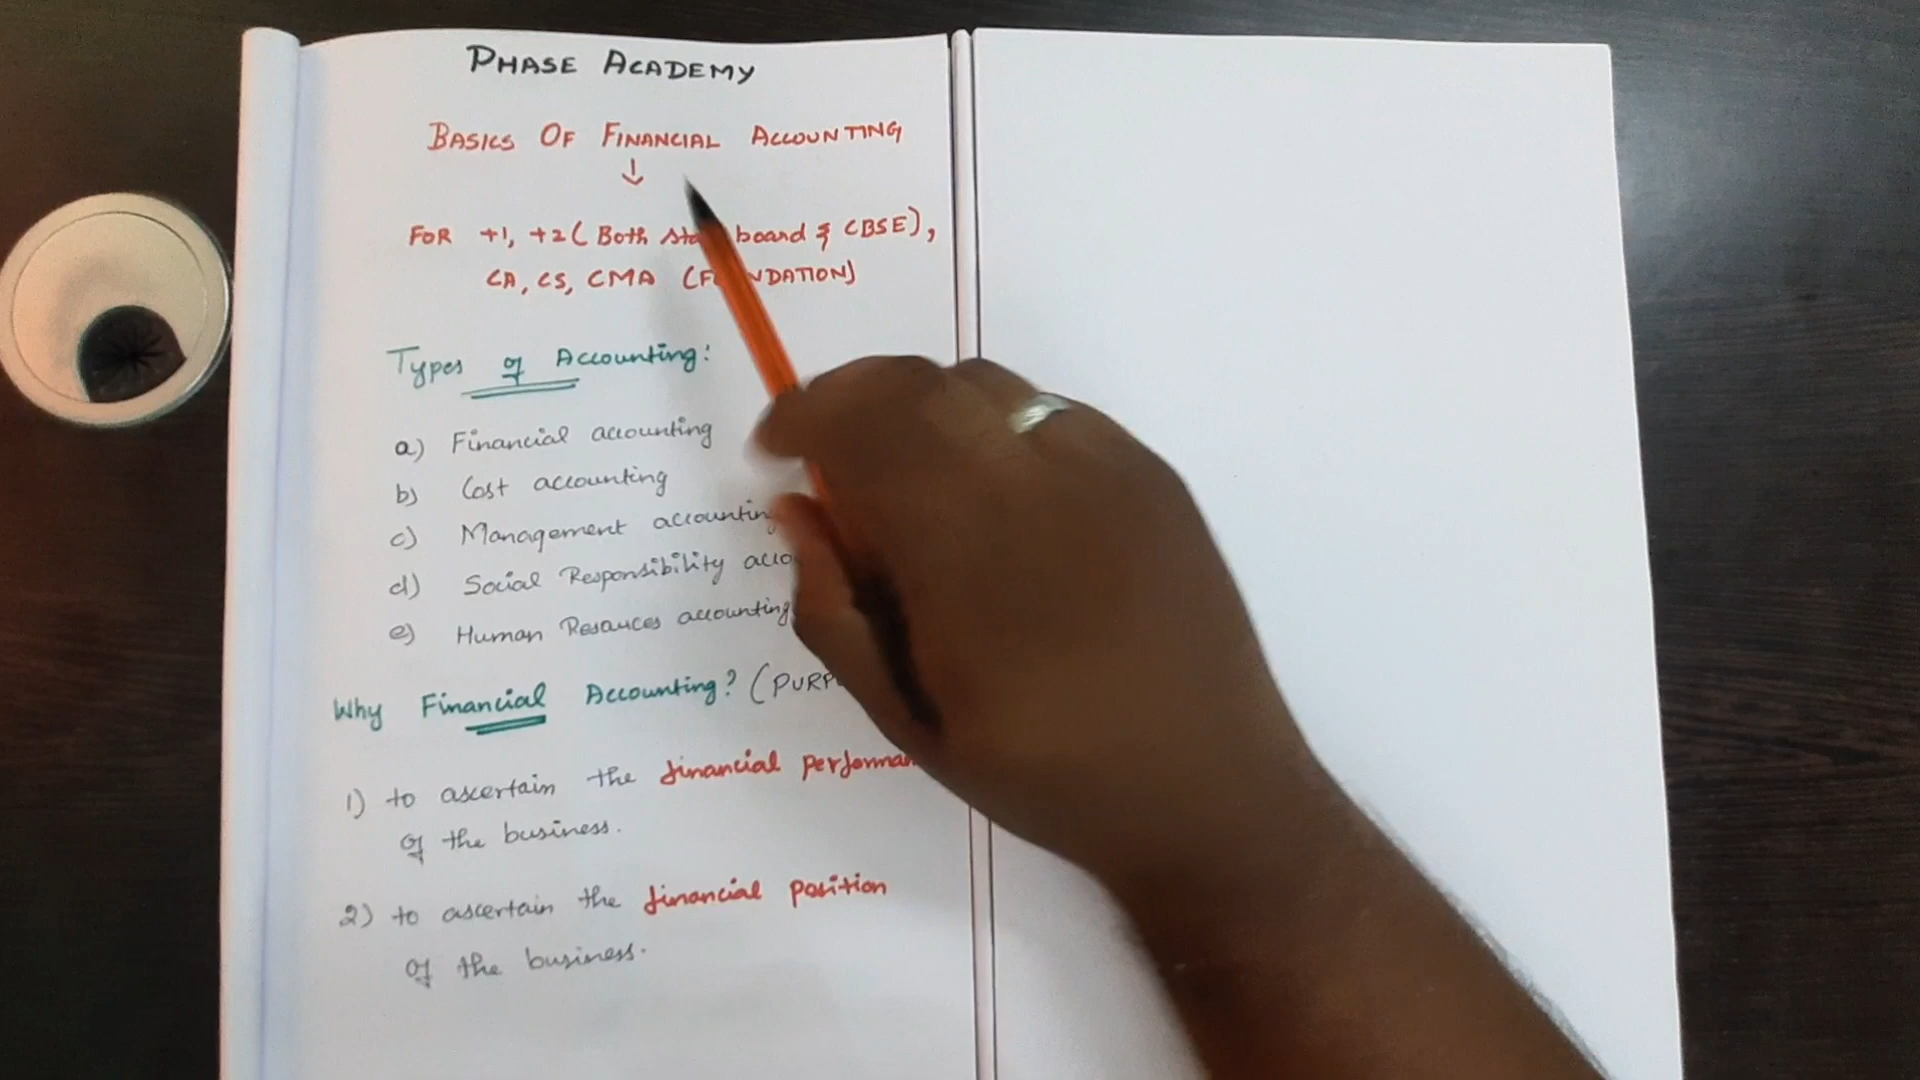 PHASE ACADEMY
BASICS OF FINANCIAL ACCOUNTING
↓
FOR +1, +2 ( Both board & CBSE),
CA, CS, CMA
Types of Accounting:
a) Financial accounting
b) Cost accounting
c) Management accounting
d) Social Responsibility
e) Human Resources accounting
Why Financial Accounting?
1) to ascertain the financial
of the business.
2) to ascertain the financial position
of the business.